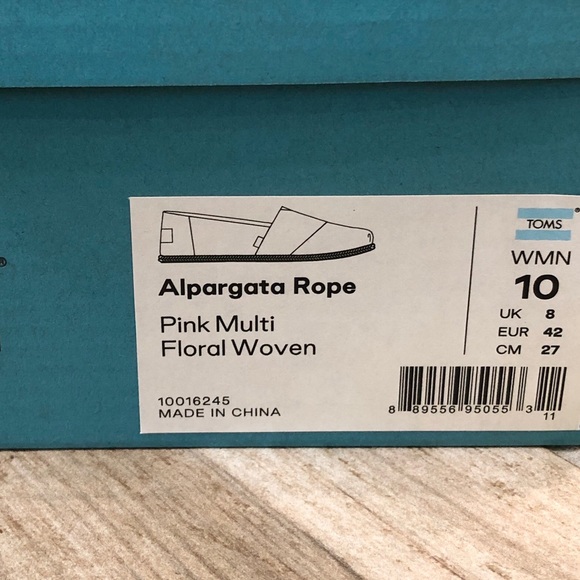 Alpargata Rope
Pink Multi
Floral Woven
10016245
MADE IN CHINA
TOMS
WMN
10
UK 8
EUR 42
CM 27
8 89556 95055 3
11